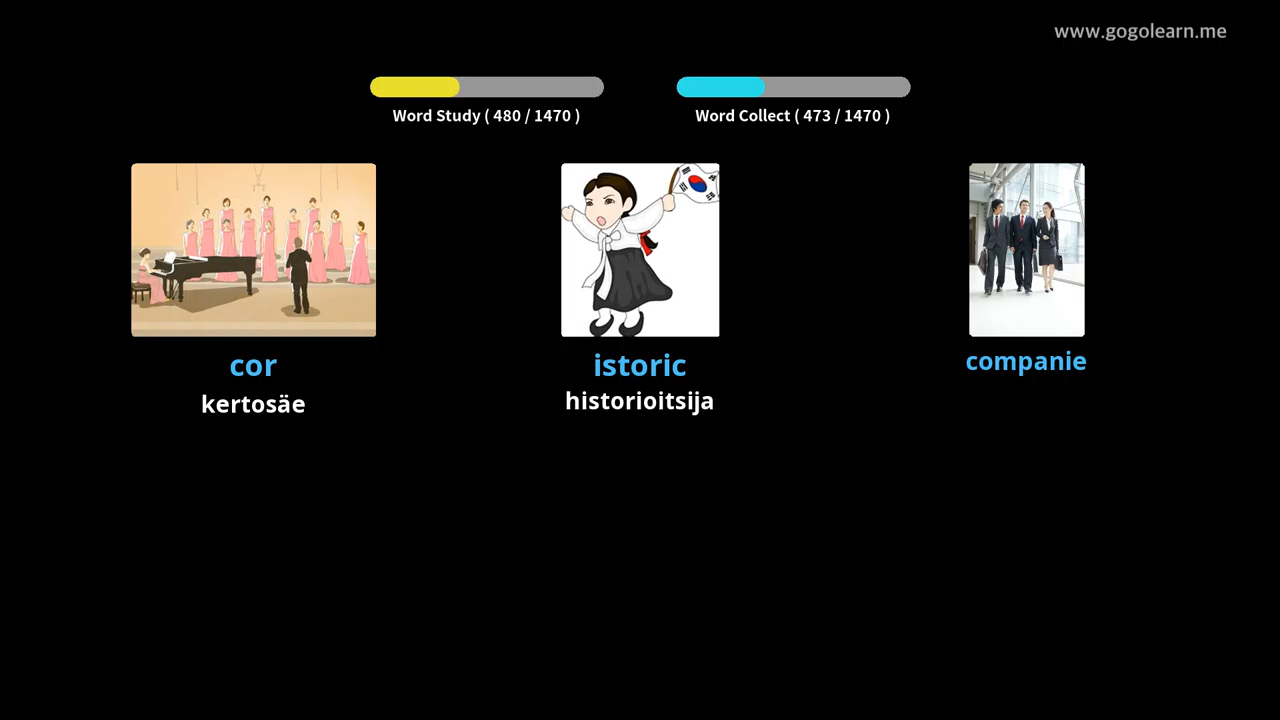 www.gogolearn.me
Word Study ( 480 / 1470 )
Word Collect ( 473 / 1470 )
cor
kertosäe
istoric
historioitsija
companie